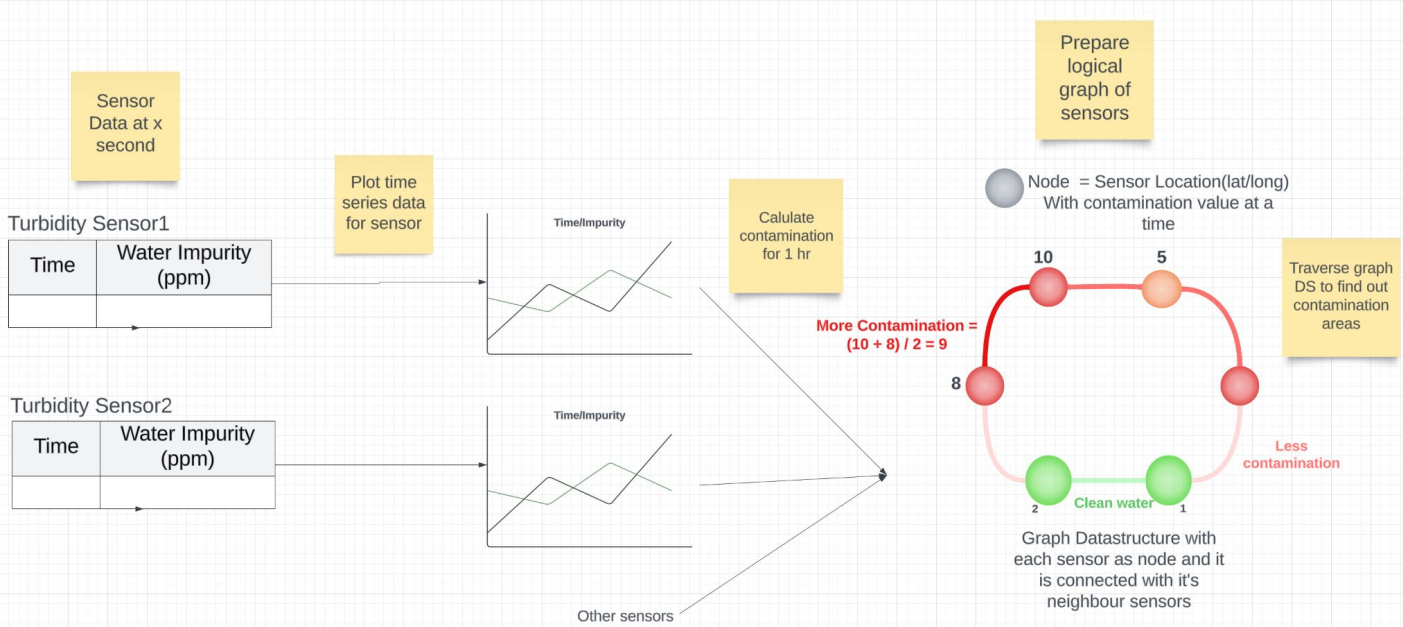 Sensor
Data at x
second
Turbidity Sensor1
Time
Water Impurity
(ppm)
Plot time
series data
for sensor
Time/Impurity
Turbidity Sensor2
Time
Water Impurity
(ppm)
Time/Impurity
Other sensors
Calulate
contamination
for 1 hr
Prepare
logical
graph of
sensors
Node = Sensor Location(lat/long)
With contamination value at a
time
10
5
More Contamination =
(10 + 8) / 2 = 9
8
Traverse graph
DS to find out
contamination
areas
Less
contamination
Clean water
2
1
Graph Datastructure with
each sensor as node and it
is connected with it's
neighbour sensors